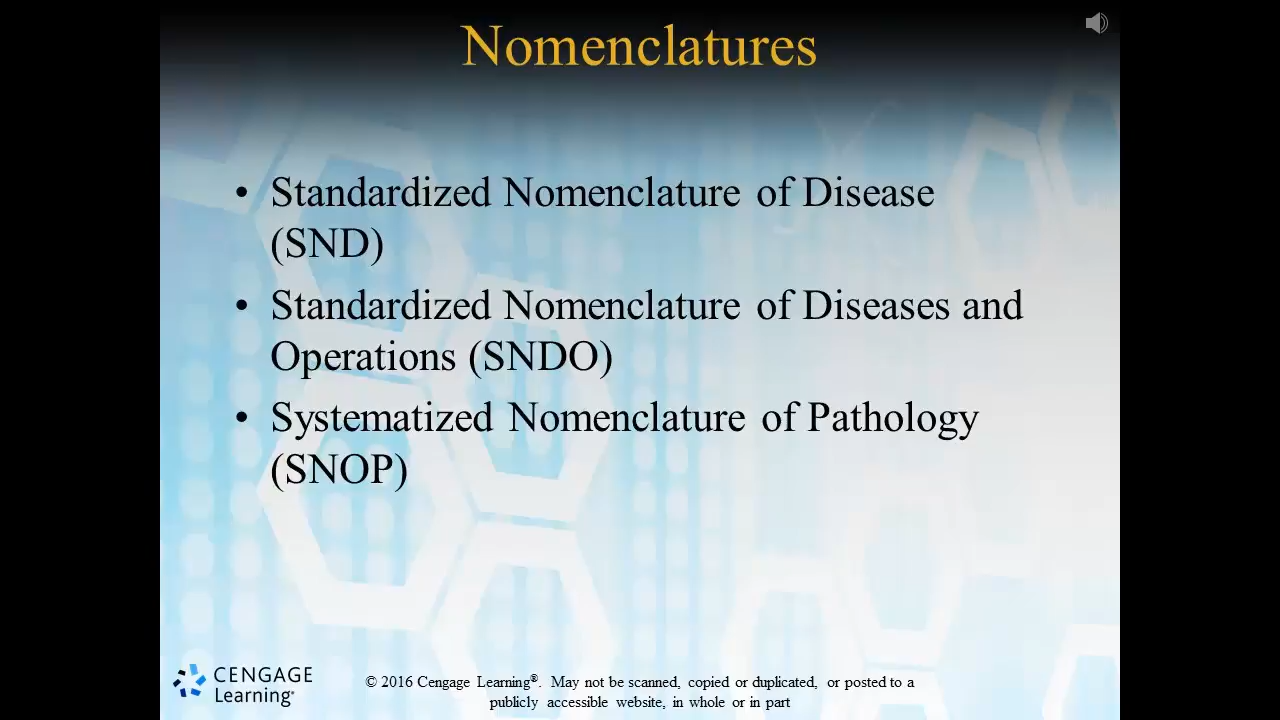 Nomenclatures
• Standardized Nomenclature of Disease
(SND)
• Standardized Nomenclature of Diseases and
Operations (SNDO)
• Systematized Nomenclature of Pathology
(SNOP)
CENGAGE
Learning®
© 2016 Cengage Learning®. May not be scanned, copied or duplicated, or posted to a
publicly accessible website, in whole or in part